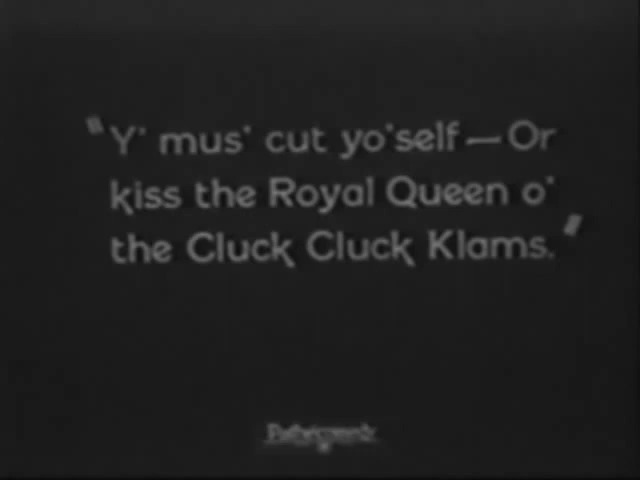 "Y' mus' cut yo'self—Or
kiss the Royal Queen o'
the Cluck Cluck Klams."